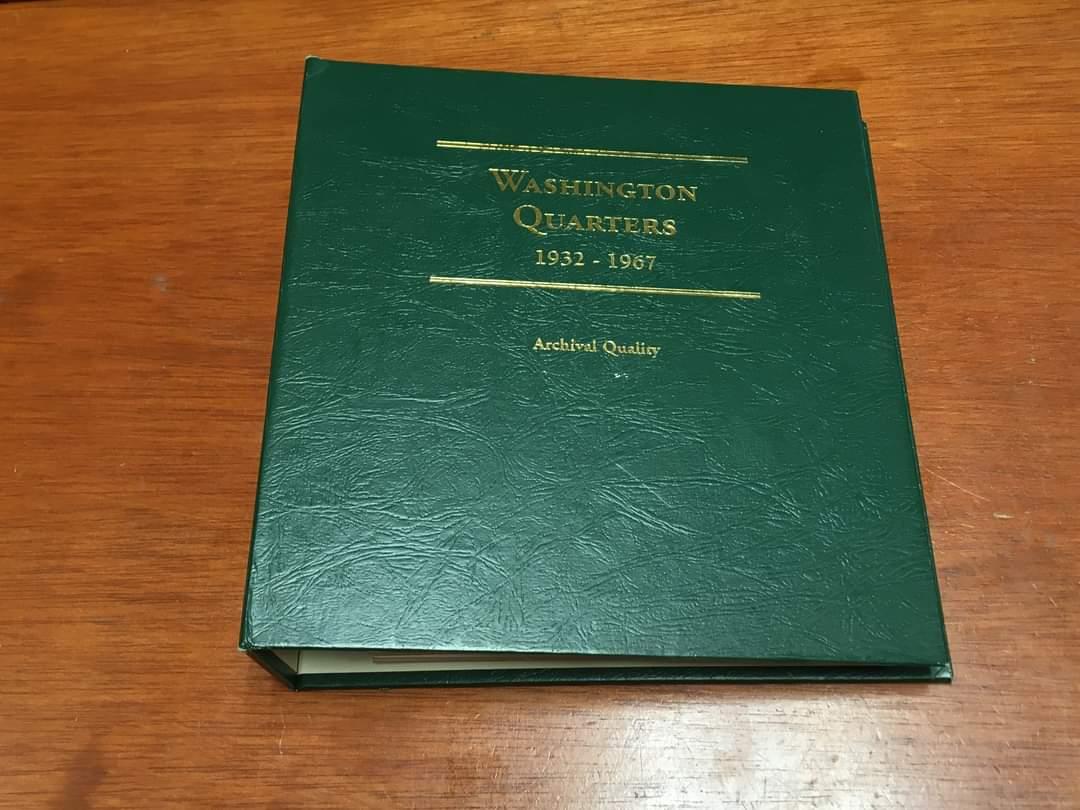 Washington
Quarters
1932 - 1967
Archival Quality